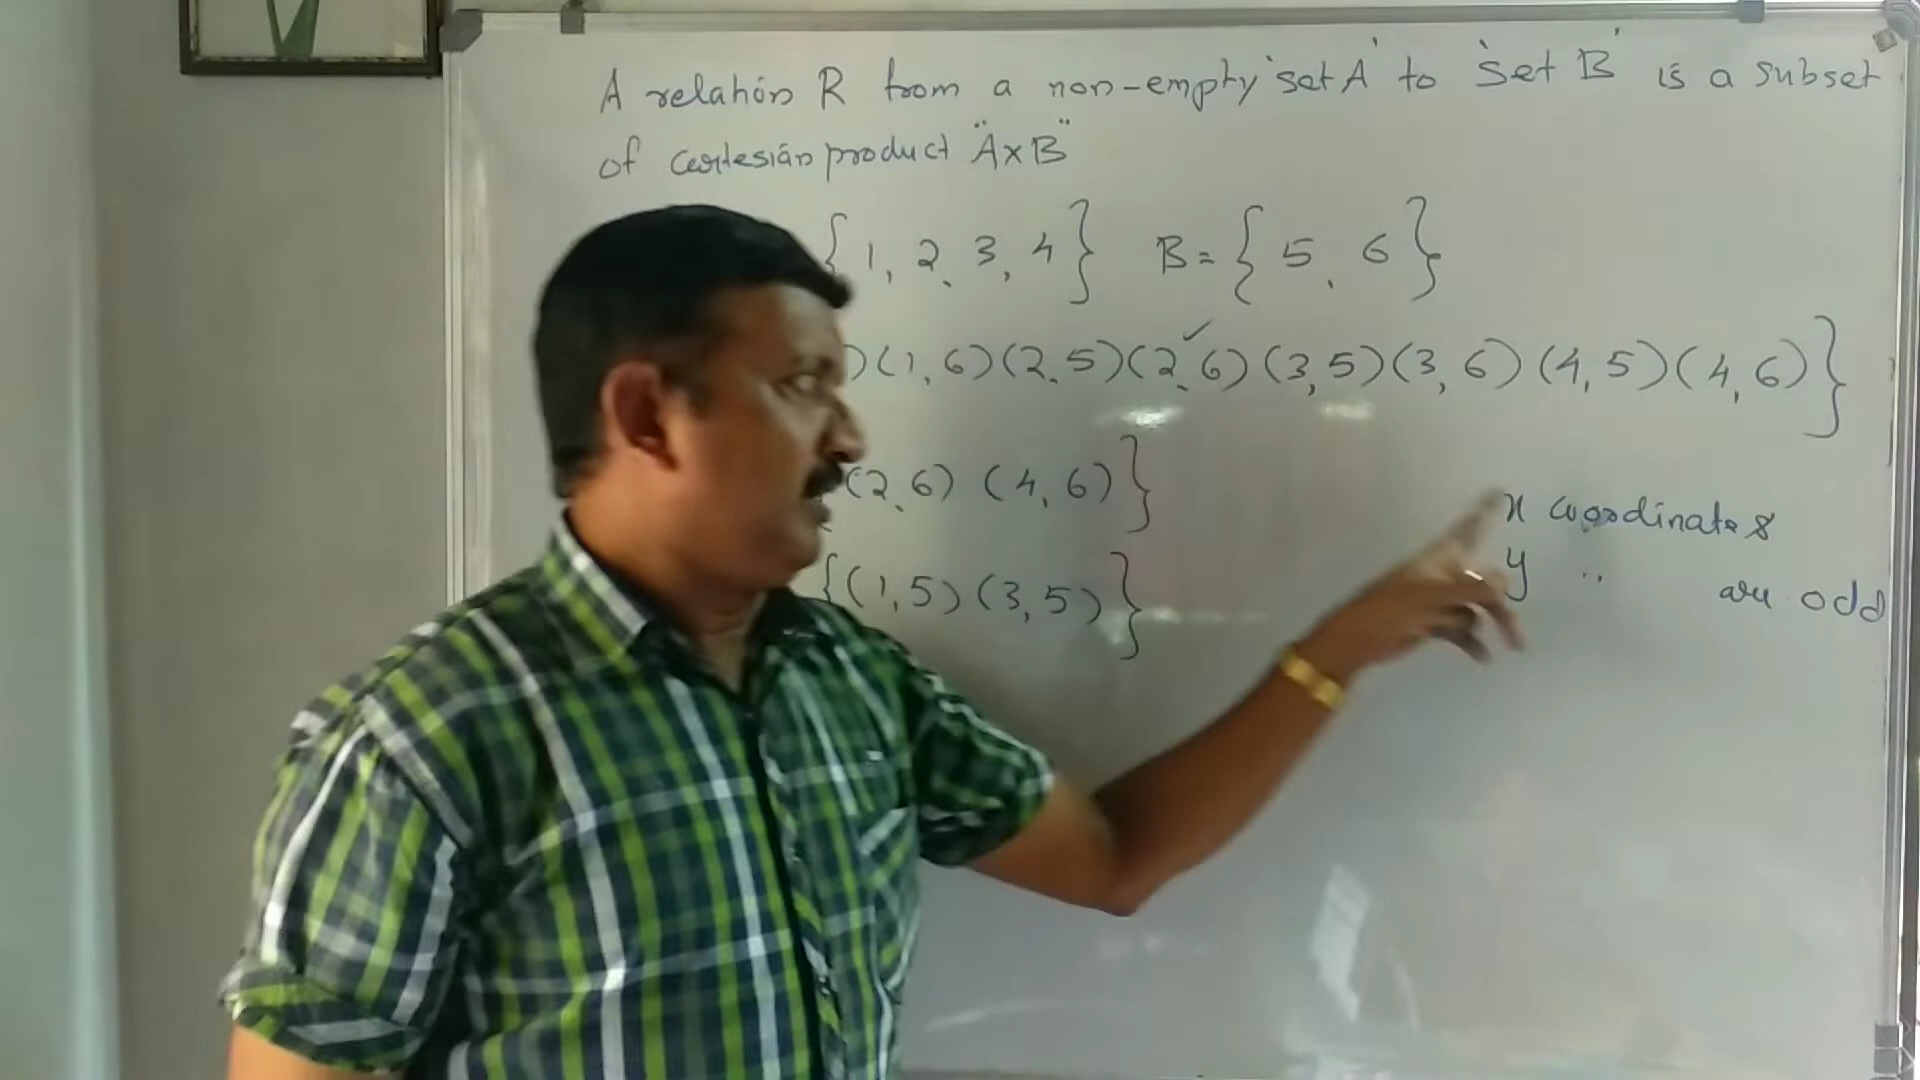 A relation R from a non-empty 'set A' to 'set B' is a subset
of cartesian product "A×B"
{1, 2, 3, 4} B = {5, 6}
)(1,6)(2,5)(2,6)(3,5)(3,6)(4,5)(4,6)}
(2,6) (4,6)}
{(1,5)(3,5)}
x coordinates
y " are odd